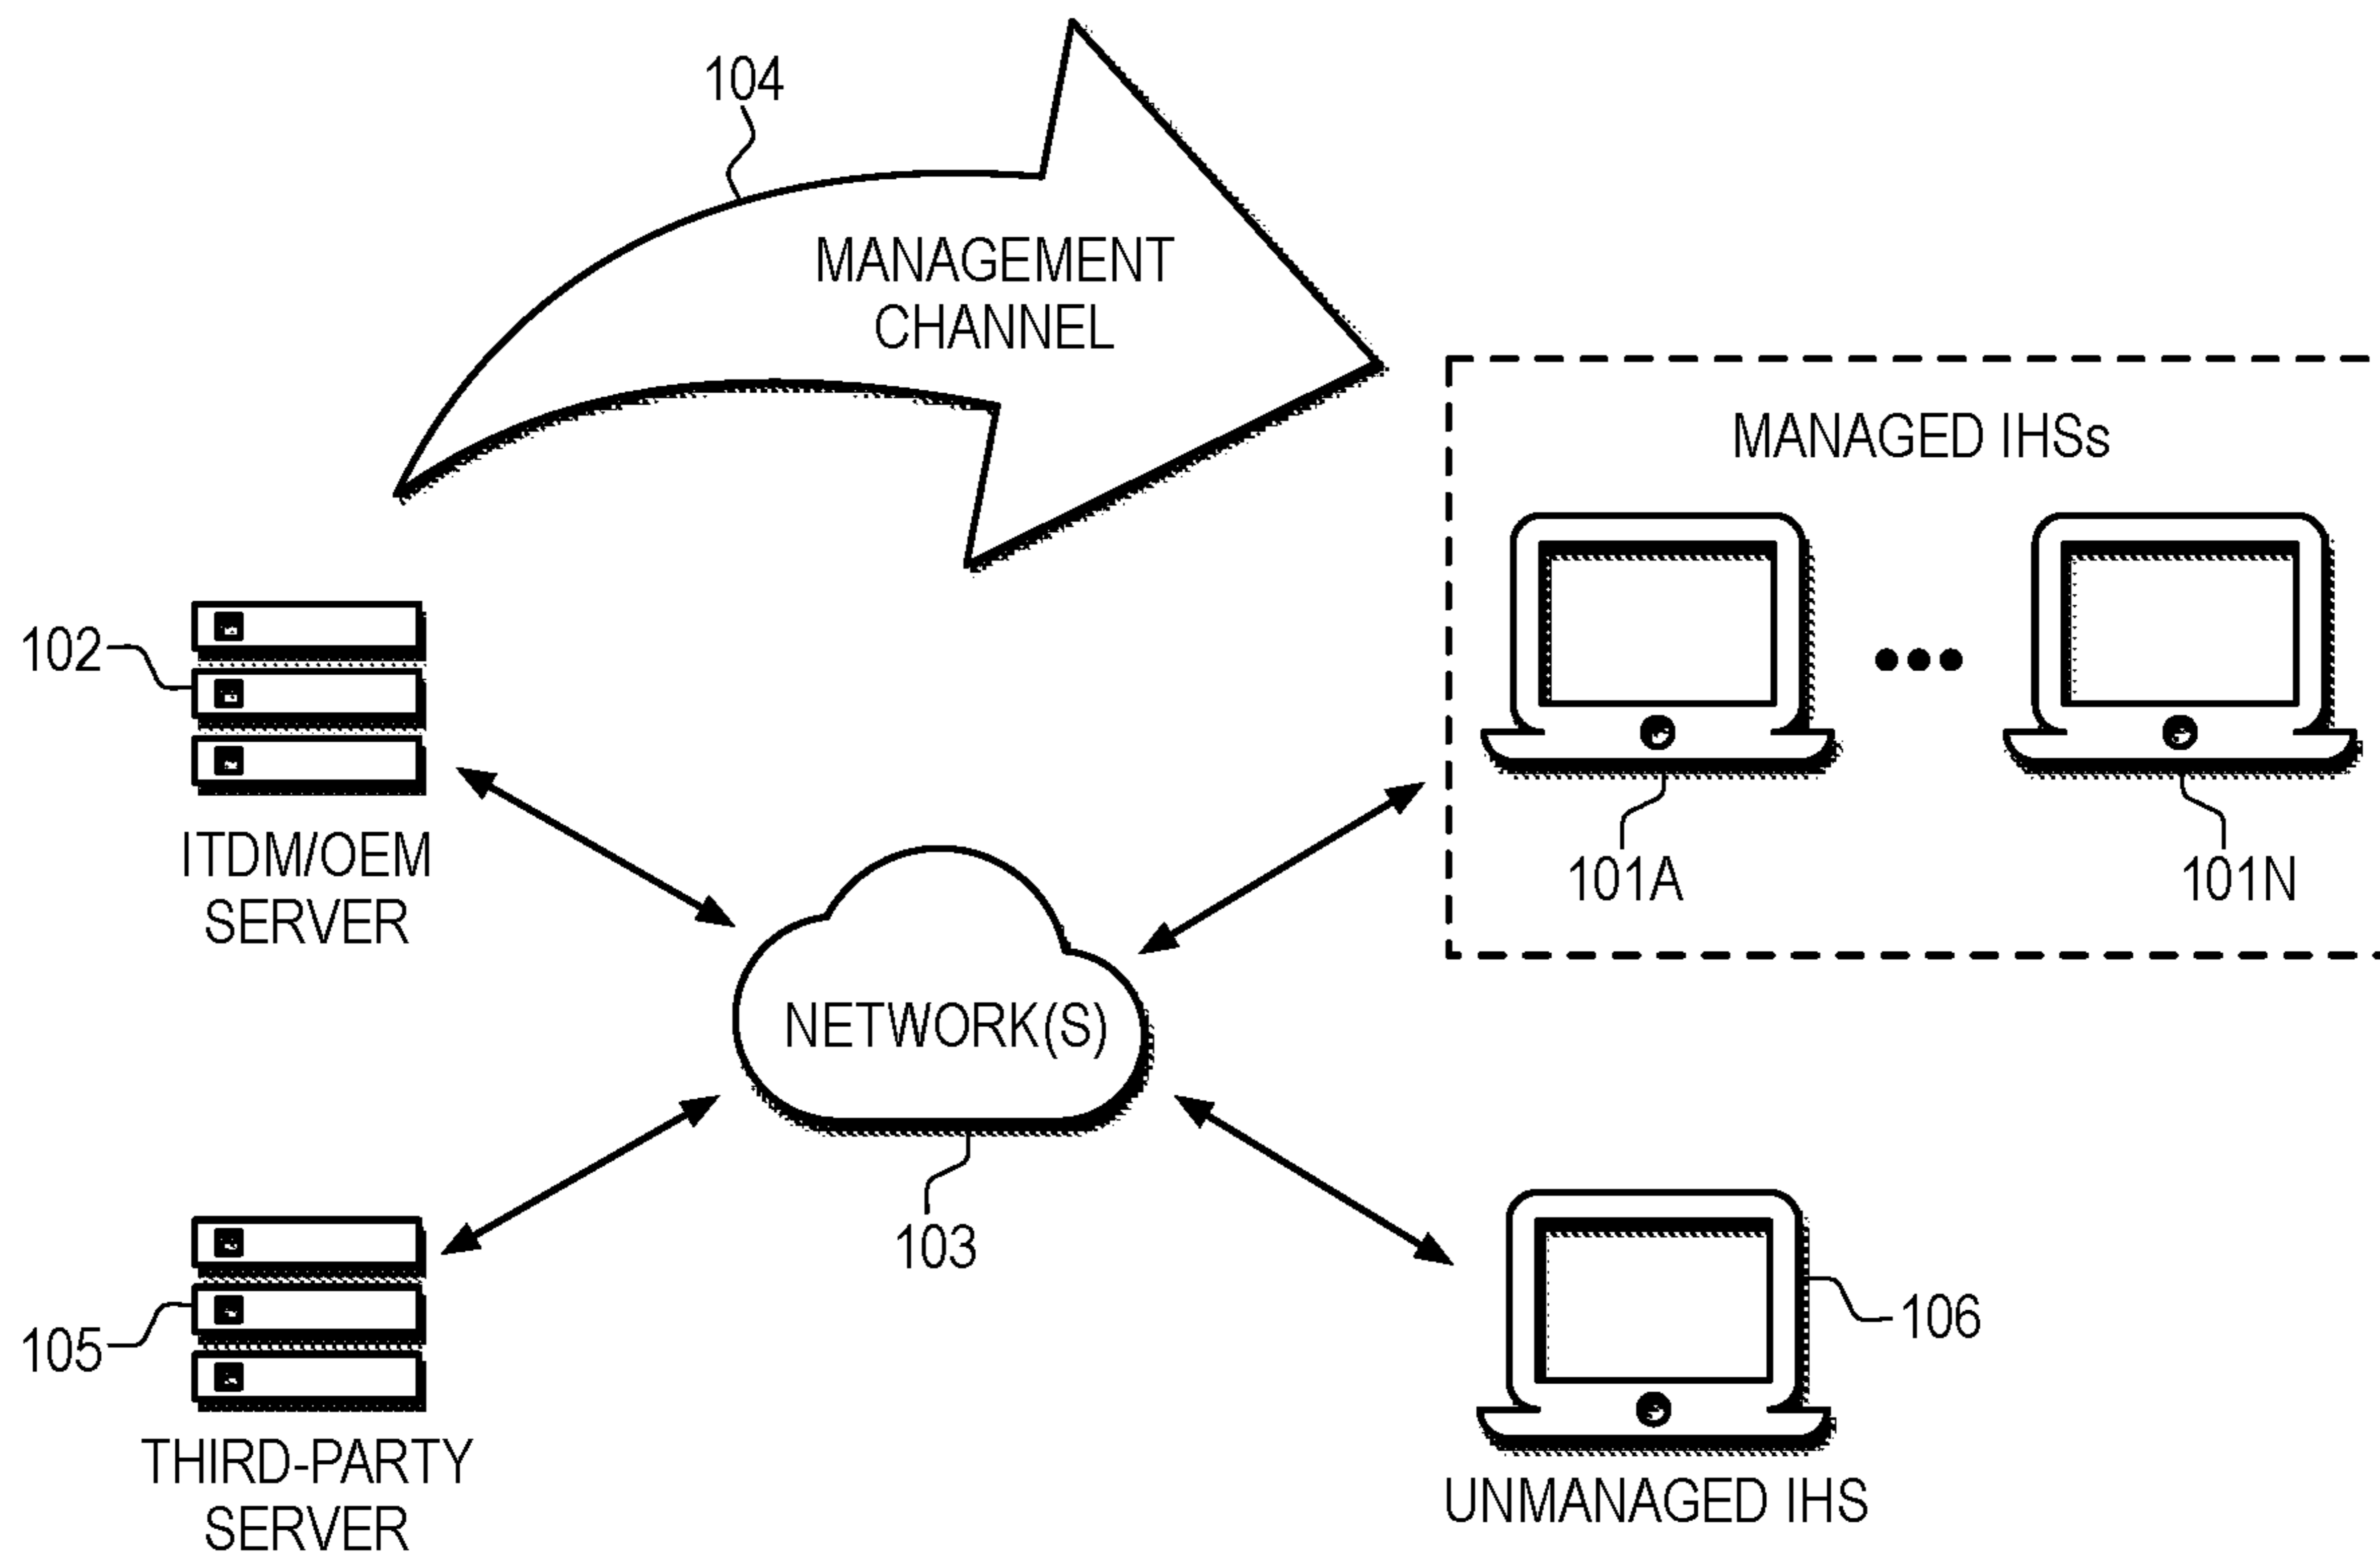 104
MANAGEMENT
CHANNEL
MANAGED IHSs
102
101A
101N
ITDM/OEM
SERVER
NETWORK(S)
103
105
106
THIRD-PARTY
SERVER
UNMANAGED IHS